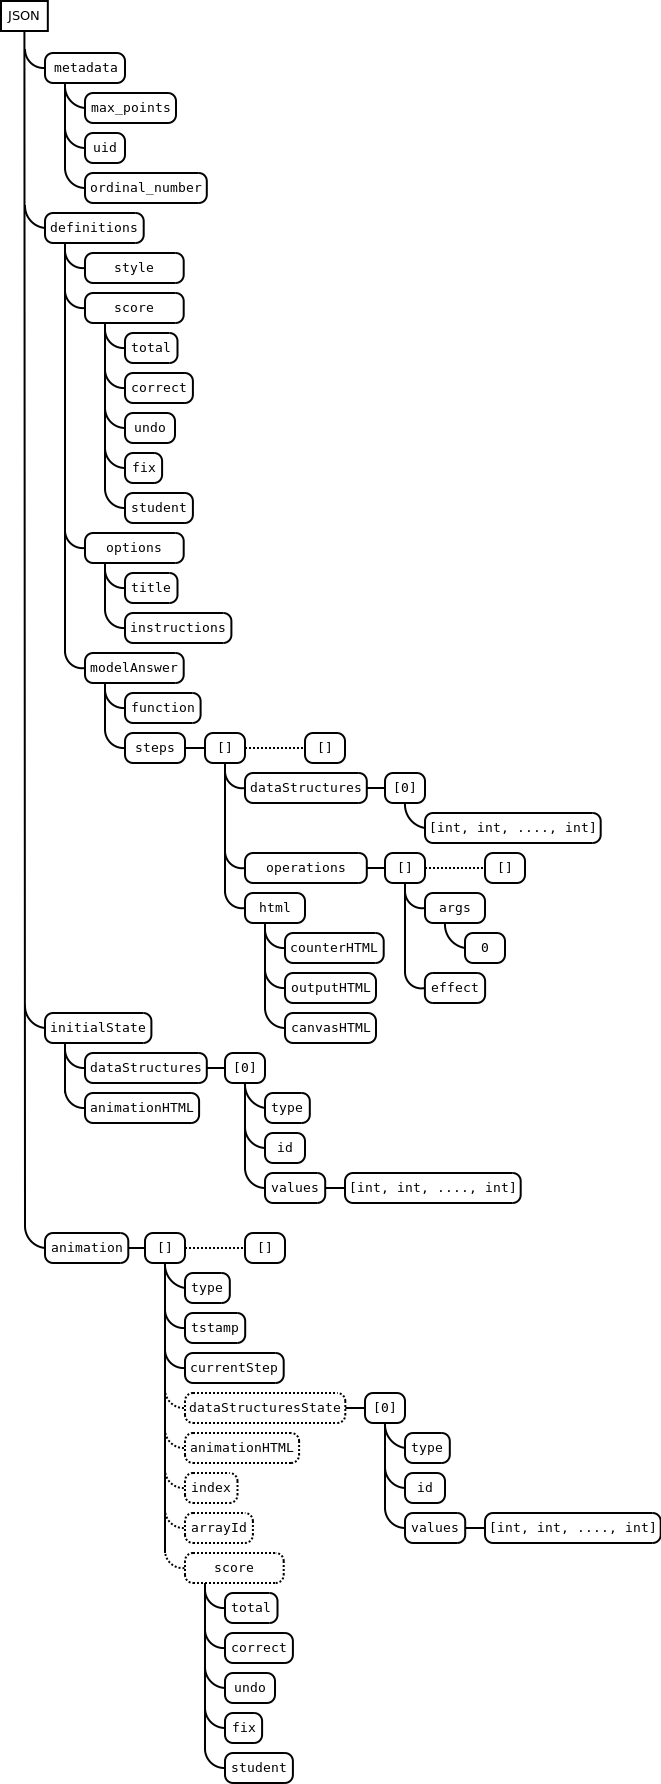 JSON
metadata
max_points
uid
ordinal_number
definitions
style
score
total
correct
undo
fix
student
options
title
instructions
modelAnswer
function
steps [] []
dataStructures [0]
[int, int, ...., int]
operations [] []
html args
counterHTML 0
outputHTML effect
canvasHTML
initialState
dataStructures [0]
animationHTML type
id
values [int, int, ...., int]
animation [] []
type
tstamp
currentStep
dataStructuresState [0]
animationHTML type
index id
arrayId values [int, int, ...., int]
score
total
correct
undo
fix
student